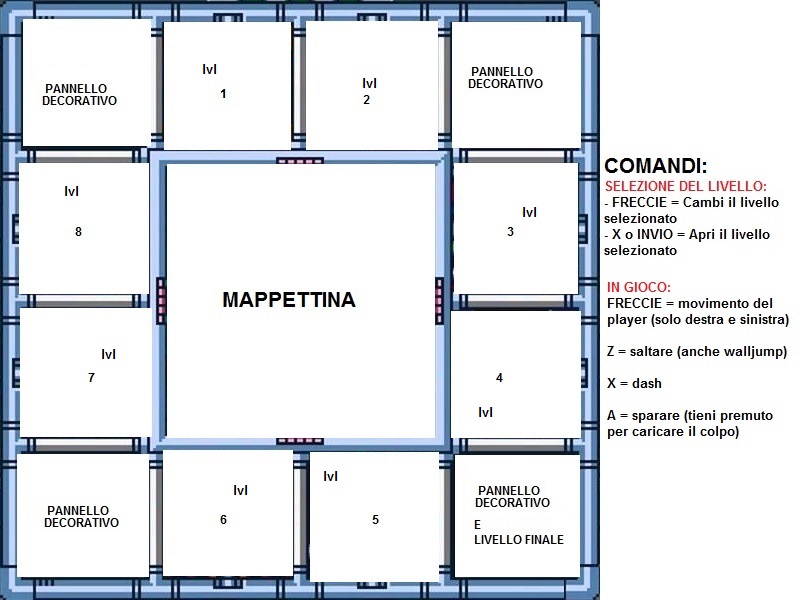 PANNELLO
DECORATIVO
lvl
1
lvl
2
PANNELLO
DECORATIVO
lvl
8
MAPPETTINA
lvl
3
lvl
7
4
lvl
PANNELLO
DECORATIVO
lvl
6
lvl
5
PANNELLO
DECORATIVO
E
LIVELLO FINALE
COMANDI:
SELEZIONE DEL LIVELLO:
- FRECCIE = Cambi il livello
selezionato
- X o INVIO = Apri il livello
selezionato
IN GIOCO:
FRECCIE = movimento del
player (solo destra e sinistra)
Z = saltare (anche walljump)
X = dash
A = sparare (tieni premuto
per caricare il colpo)